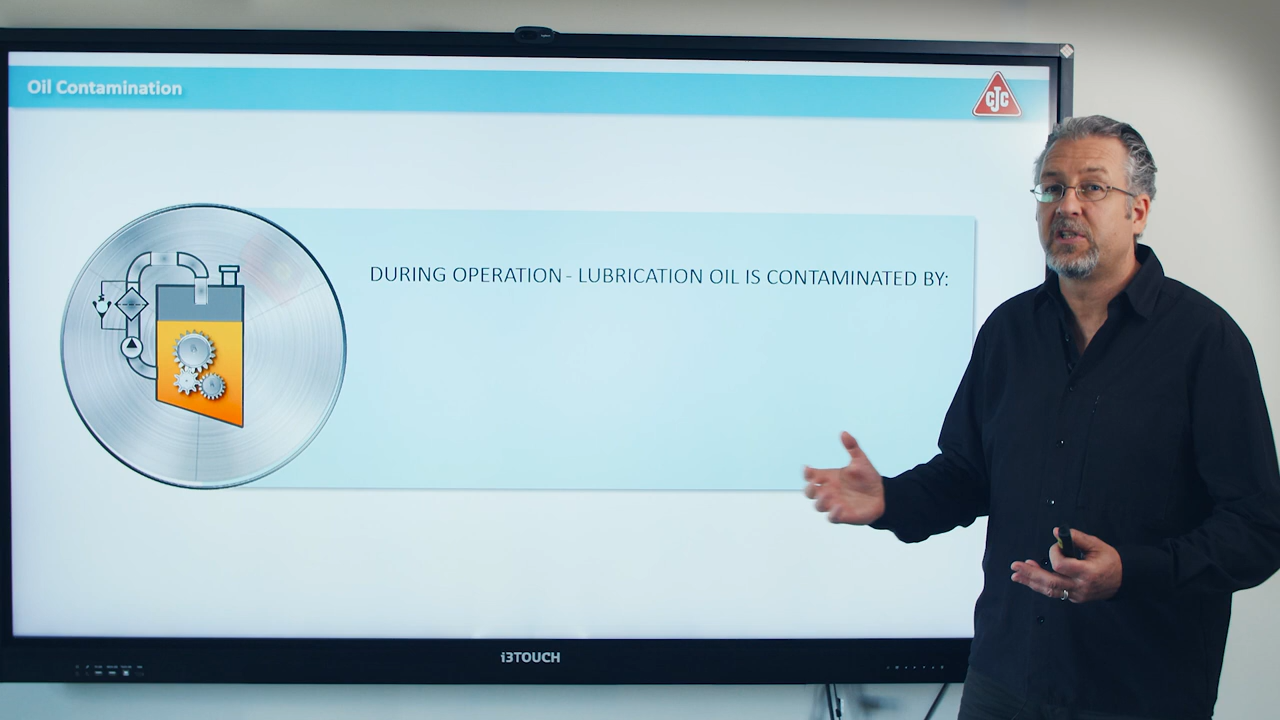 Oil Contamination
CJC
DURING OPERATION - LUBRICATION OIL IS CONTAMINATED BY:
i3TOUCH